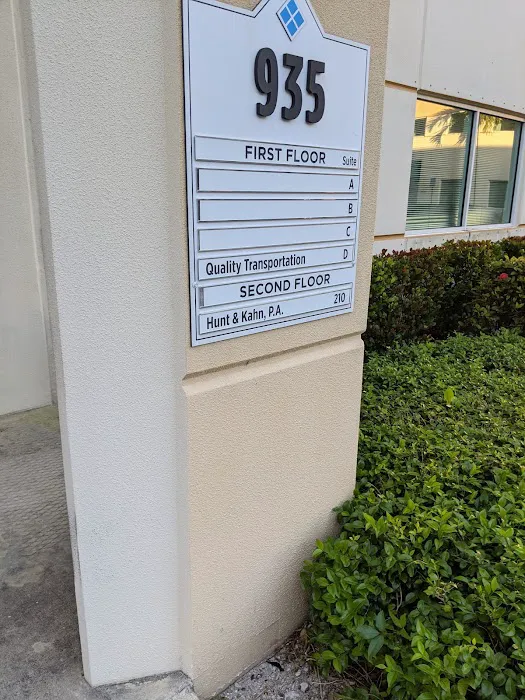 935
FIRST FLOOR Suite
A
B
C
Quality Transportation D
SECOND FLOOR
210
Hunt & Kahn, P.A.